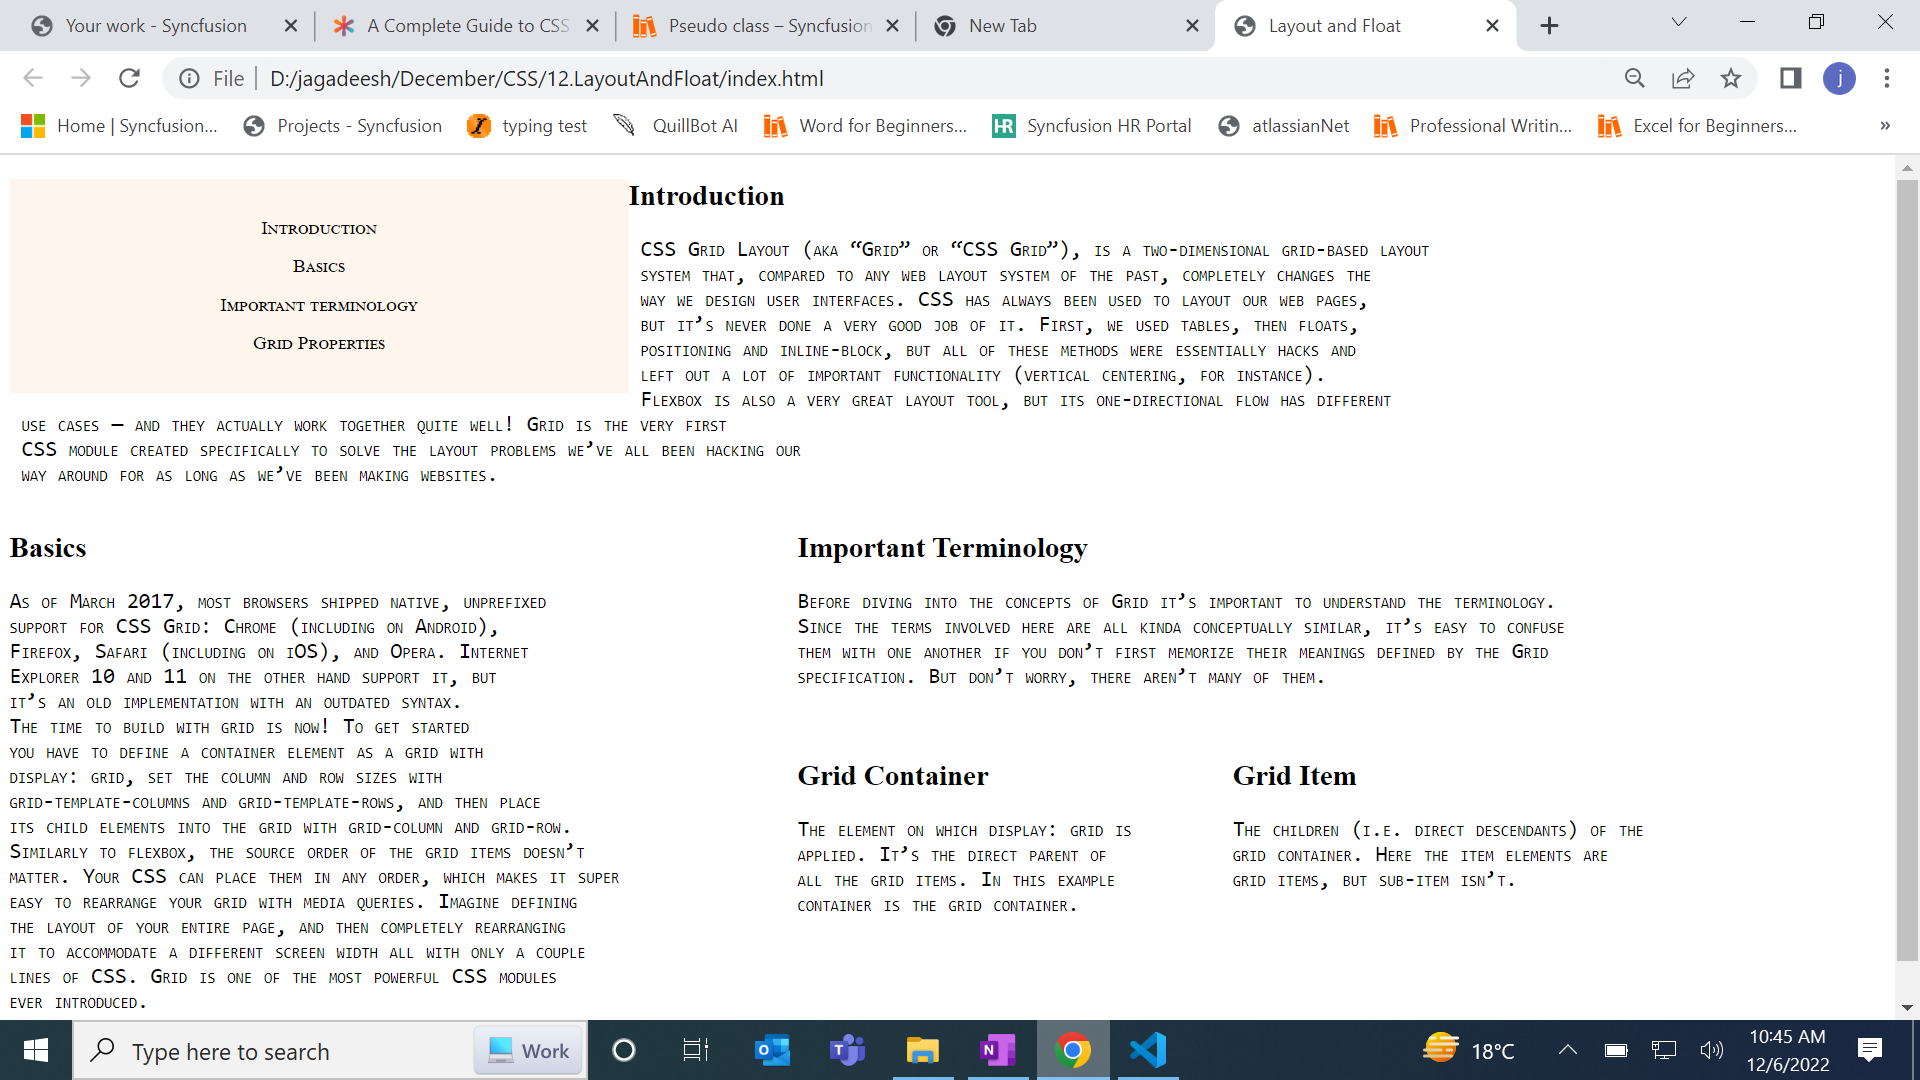 Your work - Syncfusion
A Complete Guide to CSS
Pseudo class – Syncfusion
New Tab
Layout and Float
File
D:/jagadeesh/December/CSS/12.LayoutAndFloat/index.html
j
Home | Syncfusion...
Projects - Syncfusion
typing test
QuillBot AI
Word for Beginners...
HR Syncfusion HR Portal
atlassianNet
Professional Writin...
Excel for Beginners...
»
Introduction
Basics
Important terminology
Grid Properties
Introduction
CSS Grid Layout (aka “Grid” or “CSS Grid”), is a two-dimensional grid-based layout
system that, compared to any web layout system of the past, completely changes the
way we design user interfaces. CSS has always been used to layout our web pages,
but it’s never done a very good job of it. First, we used tables, then floats,
positioning and inline-block, but all of these methods were essentially hacks and
left out a lot of important functionality (vertical centering, for instance).
Flexbox is also a very great layout tool, but its one-directional flow has different
use cases — and they actually work together quite well! Grid is the very first
CSS module created specifically to solve the layout problems we’ve all been hacking our
way around for as long as we’ve been making websites.
Basics
As of March 2017, most browsers shipped native, unprefixed
support for CSS Grid: Chrome (including on Android),
Firefox, Safari (including on iOS), and Opera. Internet
Explorer 10 and 11 on the other hand support it, but
it’s an old implementation with an outdated syntax.
The time to build with grid is now! To get started
you have to define a container element as a grid with
display: grid, set the column and row sizes with
grid-template-columns and grid-template-rows, and then place
its child elements into the grid with grid-column and grid-row.
Similarly to flexbox, the source order of the grid items doesn’t
matter. Your CSS can place them in any order, which makes it super
easy to rearrange your grid with media queries. Imagine defining
the layout of your entire page, and then completely rearranging
it to accommodate a different screen width all with only a couple
lines of CSS. Grid is one of the most powerful CSS modules
ever introduced.
Important Terminology
Before diving into the concepts of Grid it’s important to understand the terminology.
Since the terms involved here are all kinda conceptually similar, it’s easy to confuse
them with one another if you don’t first memorize their meanings defined by the Grid
specification. But don’t worry, there aren’t many of them.
Grid Container
The element on which display: grid is
applied. It’s the direct parent of
all the grid items. In this example
container is the grid container.
Grid Item
The children (i.e. direct descendants) of the
grid container. Here the item elements are
grid items, but sub-item isn’t.
Type here to search
Work
18°C
10:45 AM
12/6/2022